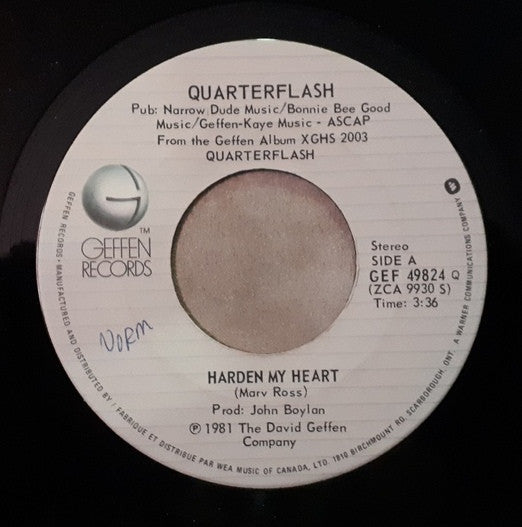 QUARTERFLASH
Pub: Narrow Dude Music/Bonnie Bee Good
Music/Geffen-Kaye Music - ASCAP
From the Geffen Album XGHS 2003
QUARTERFLASH
G
TM
GEFFEN
RECORDS
Stereo
SIDE A
GEF 49824 Q
(ZCA 9930 S)
Time: 3:36
Norm
HARDEN MY HEART
(Marv Ross)
Prod: John Boylan
℗ 1981 The David Geffen
Company
GEFFEN RECORDS • MANUFACTURED AND DISTRIBUTED BY / FABRIQUE ET DISTRIBUE PAR WEA MUSIC OF CANADA, LTD. 1810 BIRCHMOUNT RD. SCARBOROUGH, ONT. A WARNER COMMUNICATIONS COMPANY